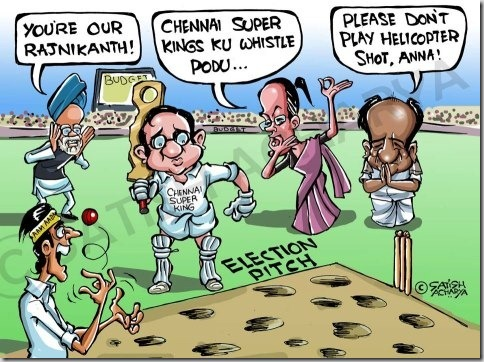 YOU'RE OUR
RAJNIKANTH!
CHENNAI SUPER
KINGS KU WHISTLE
PODU...
PLEASE DON'T
PLAY HELICOPTER
SHOT, ANNA!
BUDGET
BUDGET
CHENNAI
SUPER
KING
AAM AADMI
ELECTION
PITCH
© SATISH
ACHARYA
© SATISH ACHARYA